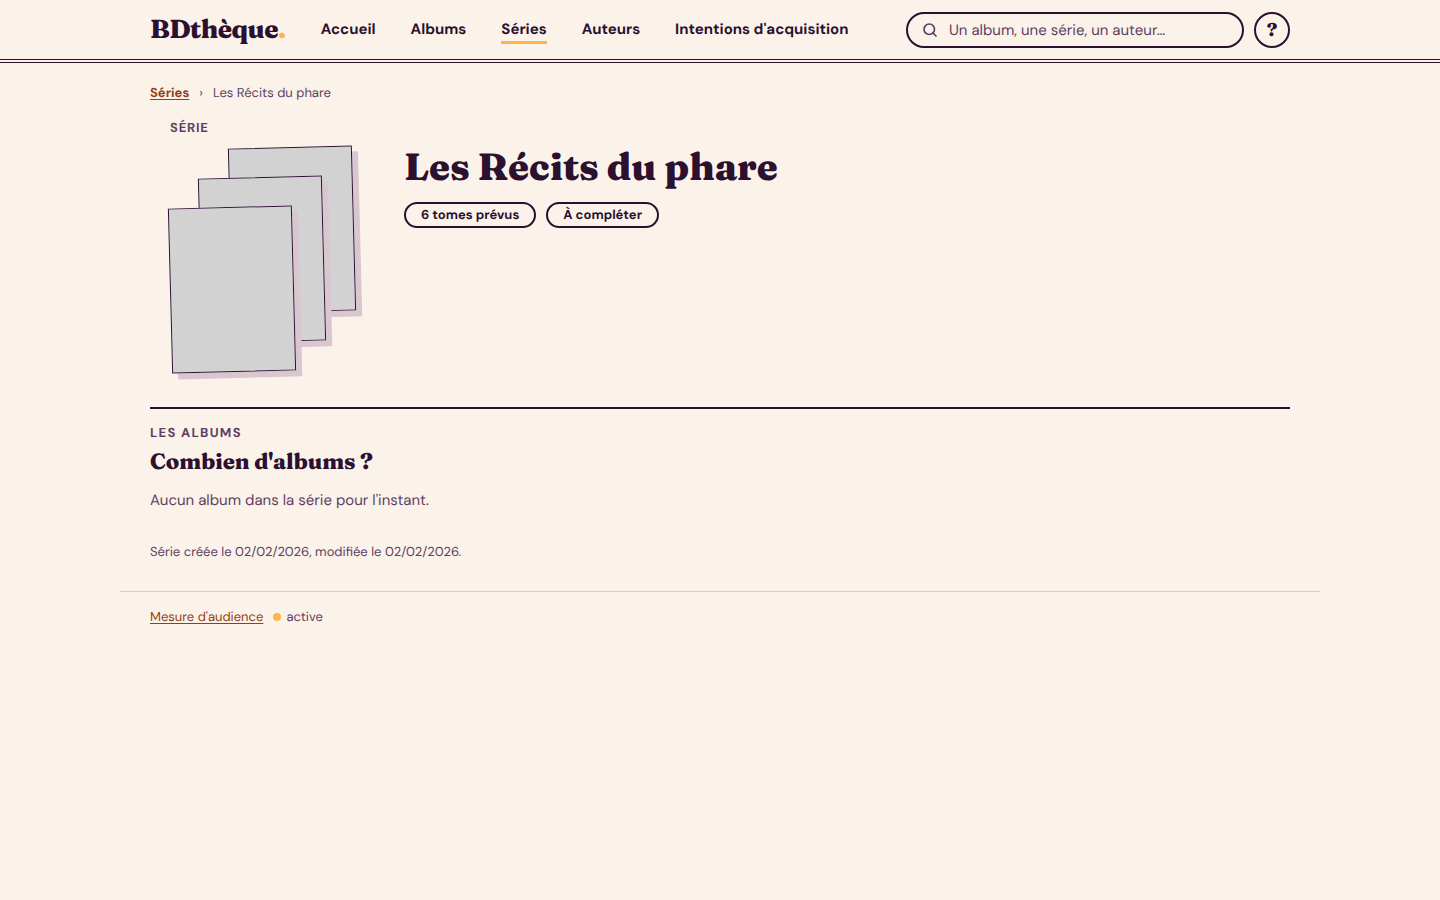 BDthèque.
Accueil
Albums
Séries
Auteurs
Intentions d'acquisition
Un album, une série, un auteur…
?
Séries › Les Récits du phare
SÉRIE
Les Récits du phare
6 tomes prévus
À compléter
LES ALBUMS
Combien d'albums ?
Aucun album dans la série pour l'instant.
Série créée le 02/02/2026, modifiée le 02/02/2026.
Mesure d'audience active